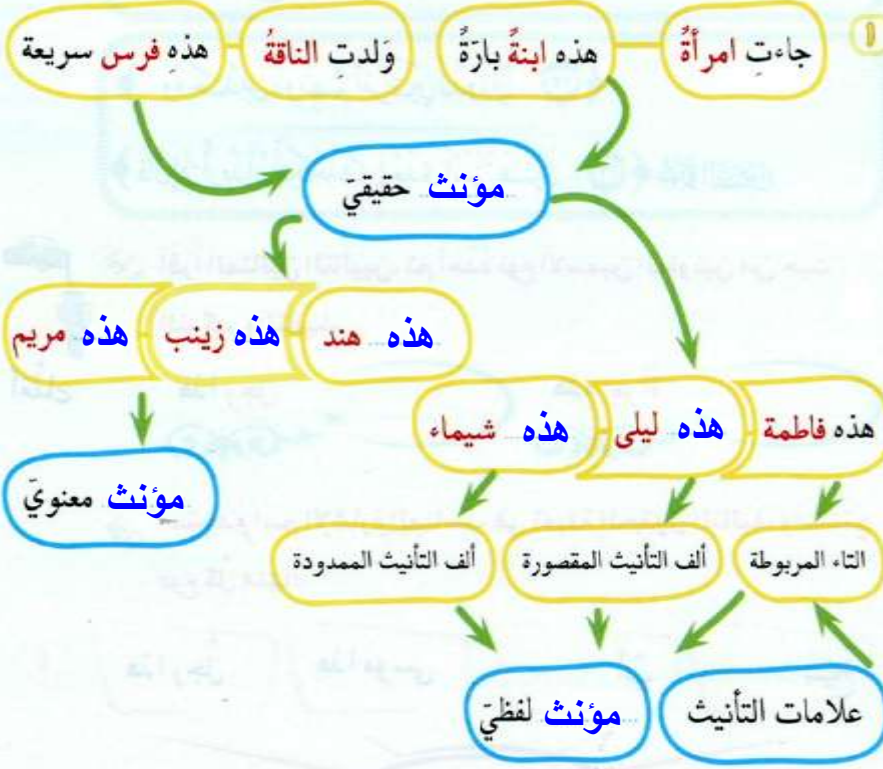 ١
جاءتِ امرأةٌ
هذه ابنةٌ بارّةٌ
وَلدتِ الناقةُ
هذهِ فرس سريعة
مؤنث حقيقيّ
هذه هند
هذه زينب
هذه مريم
هذه فاطمة
هذه ليلى
هذه شيماء
مؤنث معنويّ
التاء المربوطة
ألف التأنيث المقصورة
ألف التأنيث الممدودة
علامات التأنيث
مؤنث لفظيّ